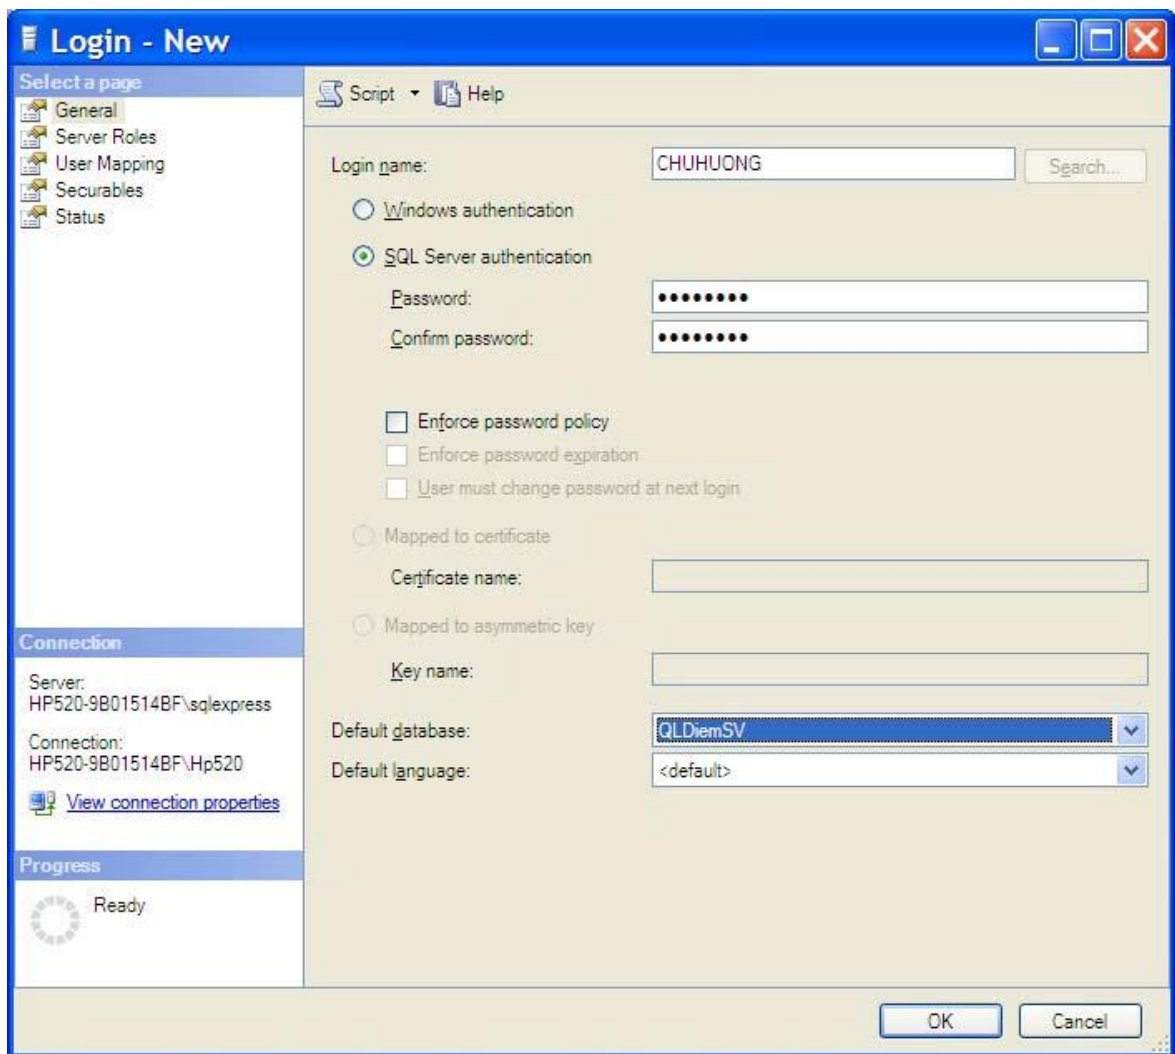 Login - New
Select a page
General
Server Roles
User Mapping
Securables
Status
Script Help
Login name: CHUHUONG Search...
Windows authentication
SQL Server authentication
Password: ••••••••
Confirm password: ••••••••
Enforce password policy
Enforce password expiration
User must change password at next login
Mapped to certificate
Certificate name:
Mapped to asymmetric key
Key name:
Default database: QLDiemSV
Default language: <default>
Connection
Server:
HP520-9B01514BF\sqlexpress
Connection:
HP520-9B01514BF\Hp520
View connection properties
Progress
Ready
OK Cancel